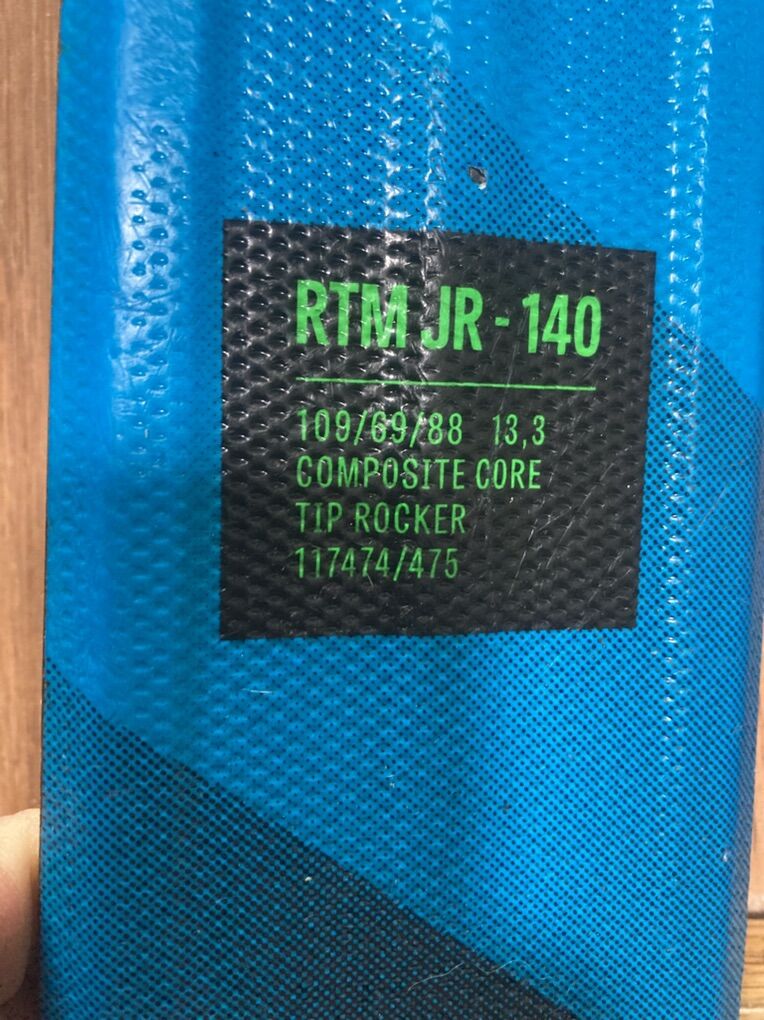 RTM JR - 140
109/69/88 13,3
COMPOSITE CORE
TIP ROCKER
117474/475